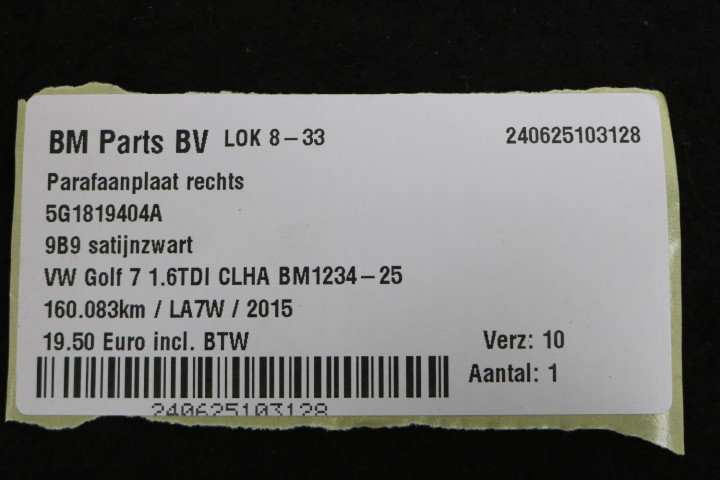 BM Parts BV LOK 8-33 240625103128
Parafaanplaat rechts
5G1819404A
9B9 satijnzwart
VW Golf 7 1.6TDI CLHA BM1234-25
160.083km / LA7W / 2015
19.50 Euro incl. BTW Verz: 10
Aantal: 1
240625103128